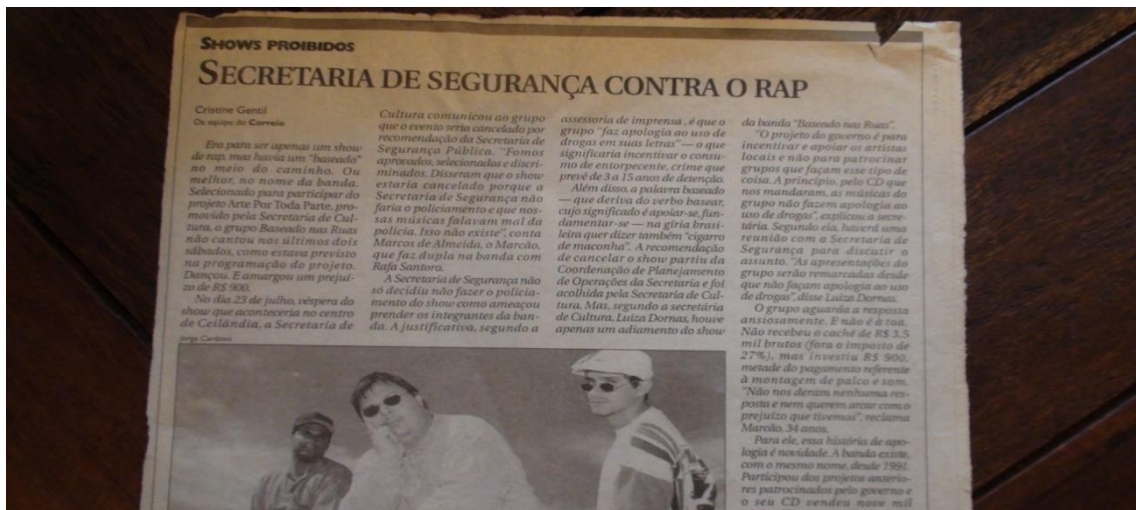 SHOWS PROIBIDOS
SECRETARIA DE SEGURANÇA CONTRA O RAP
Cristine Gentil
Da equipe do Correio
Era para ser apenas um show
de rap, mas havia um "baseado"
no meio do caminho. Ou
melhor, no nome da banda.
Selecionado para participar do
projeto Arte Por Toda Parte, pro-
movido pela Secretaria de Cul-
tura, o grupo Baseado nas Ruas
não cantou nos últimos dois
sábados, como estava previsto
na programação do projeto.
Dançou. E amargou um prejuí-
zo de R$ 900.
No dia 23 de julho, véspera do
show que aconteceria no centro
de Ceilândia, a Secretaria de
Cultura comunicou ao grupo
que o evento seria cancelado por
recomendação da Secretaria de
Segurança Pública. "Fomos
aprovados, selecionados e discri-
minados. Disseram que o show
estaria cancelado porque a
Secretaria de Segurança não
faria o policiamento e que nos-
sas músicas falavam mal da
polícia. Isso não existe", conta
Marcos de Almeida, o Marcão,
que faz dupla na banda com
Rafa Santoro.
A Secretaria de Segurança não
só decidiu não fazer o policia-
mento do show como ameaçou
prender os integrantes da ban-
da. A justificativa, segundo a
assessoria de imprensa, é que o
grupo "faz apologia ao uso de
drogas em suas letras" — o que
significaria incentivar o consu-
mo de entorpecente, crime que
prevê de 3 a 15 anos de detenção.
Além disso, a palavra baseado
— que deriva do verbo basear,
cujo significado é apoiar-se, fun-
damentar-se — na gíria brasi-
leira quer dizer também "cigarro
de maconha". A recomendação
de cancelar o show partiu da
Coordenação de Planejamento
de Operações da Secretaria e foi
acolhida pela Secretaria de Cul-
tura. Mas, segundo a secretária
de Cultura, Luiza Dornas, houve
apenas um adiamento do show
da banda "Baseado nas Ruas".
"O projeto do governo é para
incentivar e apoiar os artistas
locais e não para patrocinar
grupos que façam esse tipo de
coisa. A princípio, pelo CD que
nos mandaram, as músicas do
grupo não fazem apologia ao
uso de drogas", explicou a secre-
tária. Segundo ela, haverá uma
reunião com a Secretaria de
Segurança para discutir o
assunto. "As apresentações do
grupo serão remarcadas desde
que não façam apologia ao uso
de drogas", disse Luiza Dornas.
O grupo aguarda a resposta
ansiosamente. E não é à toa.
Não recebeu o cachê de R$ 3,5
mil brutos (fora o imposto de
27%), mas investiu R$ 900,
metade do pagamento referente
à montagem de palco e som.
"Não nos deram nenhuma res-
posta e nem querem arcar com o
prejuízo que tivemos", reclama
Marcão, 34 anos.
Para ele, essa história de apo-
logia é novidade. A banda existe,
com o mesmo nome, desde 1991.
Participou dos projetos anterio-
res patrocinados pelo governo e
o seu CD vendeu nove mil
Jorge Cardoso